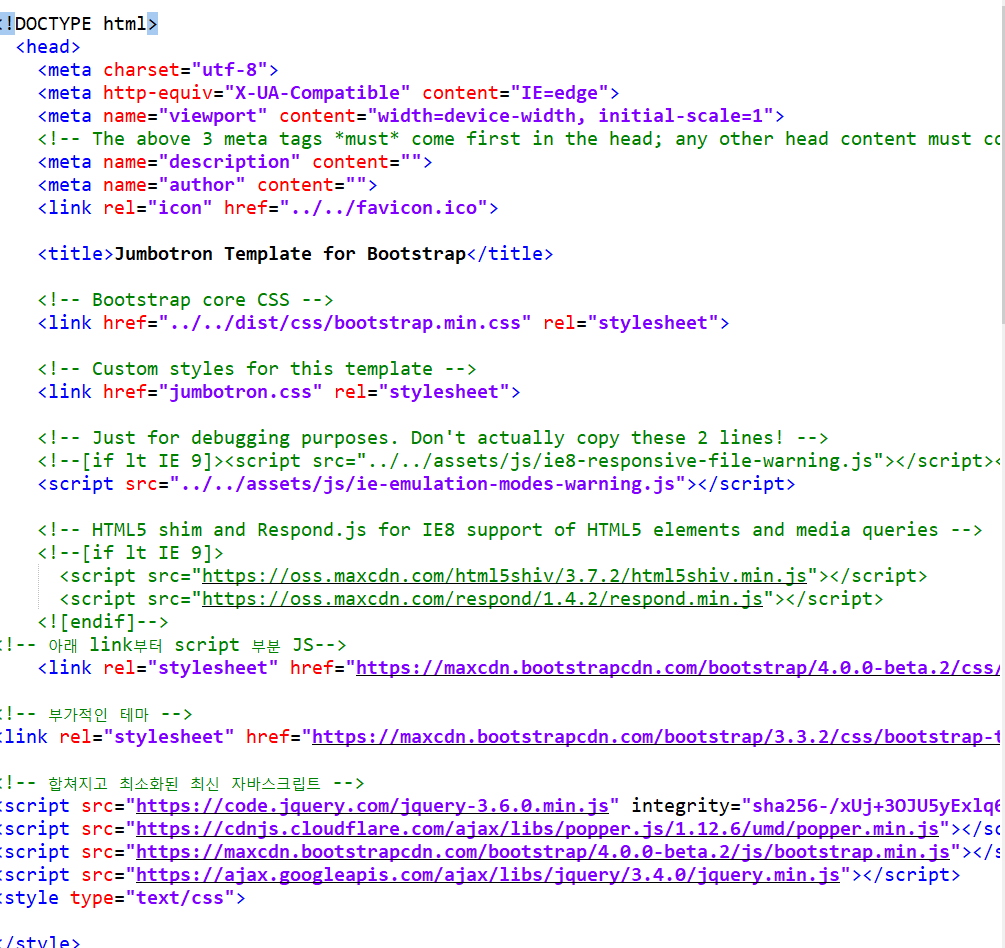 <!DOCTYPE html>
<head>
<meta charset="utf-8">
<meta http-equiv="X-UA-Compatible" content="IE=edge">
<meta name="viewport" content="width=device-width, initial-scale=1">
<!-- The above 3 meta tags *must* come first in the head; any other head content must
<meta name="description" content="">
<meta name="author" content="">
<link rel="icon" href="../../favicon.ico">
<title>Jumbotron Template for Bootstrap</title>
<!-- Bootstrap core CSS -->
<link href="../../dist/css/bootstrap.min.css" rel="stylesheet">
<!-- Custom styles for this template -->
<link href="jumbotron.css" rel="stylesheet">
<!-- Just for debugging purposes. Don't actually copy these 2 lines! -->
<!--[if lt IE 9]><script src="../../assets/js/ie8-responsive-file-warning.js"></script><
<script src="../../assets/js/ie-emulation-modes-warning.js"></script>
<!-- HTML5 shim and Respond.js for IE8 support of HTML5 elements and media queries -->
<!--[if lt IE 9]>
<script src="https://oss.maxcdn.com/html5shiv/3.7.2/html5shiv.min.js"></script>
<script src="https://oss.maxcdn.com/respond/1.4.2/respond.min.js"></script>
<![endif]-->
<!-- 아래 link부터 script 부분 JS-->
<link rel="stylesheet" href="https://maxcdn.bootstrapcdn.com/bootstrap/4.0.0-beta.2/css/
<!-- 부가적인 테마 -->
<link rel="stylesheet" href="https://maxcdn.bootstrapcdn.com/bootstrap/3.3.2/css/bootstrap-t
<!-- 합쳐지고 최소화된 최신 자바스크립트 -->
<script src="https://code.jquery.com/jquery-3.6.0.min.js" integrity="sha256-/xUj+3OJU5yExlq6
<script src="https://cdnjs.cloudflare.com/ajax/libs/popper.js/1.12.6/umd/popper.min.js"></sc
<script src="https://maxcdn.bootstrapcdn.com/bootstrap/4.0.0-beta.2/js/bootstrap.min.js"></s
<script src="https://ajax.googleapis.com/ajax/libs/jquery/3.4.0/jquery.min.js"></script>
<style type="text/css">
</style>